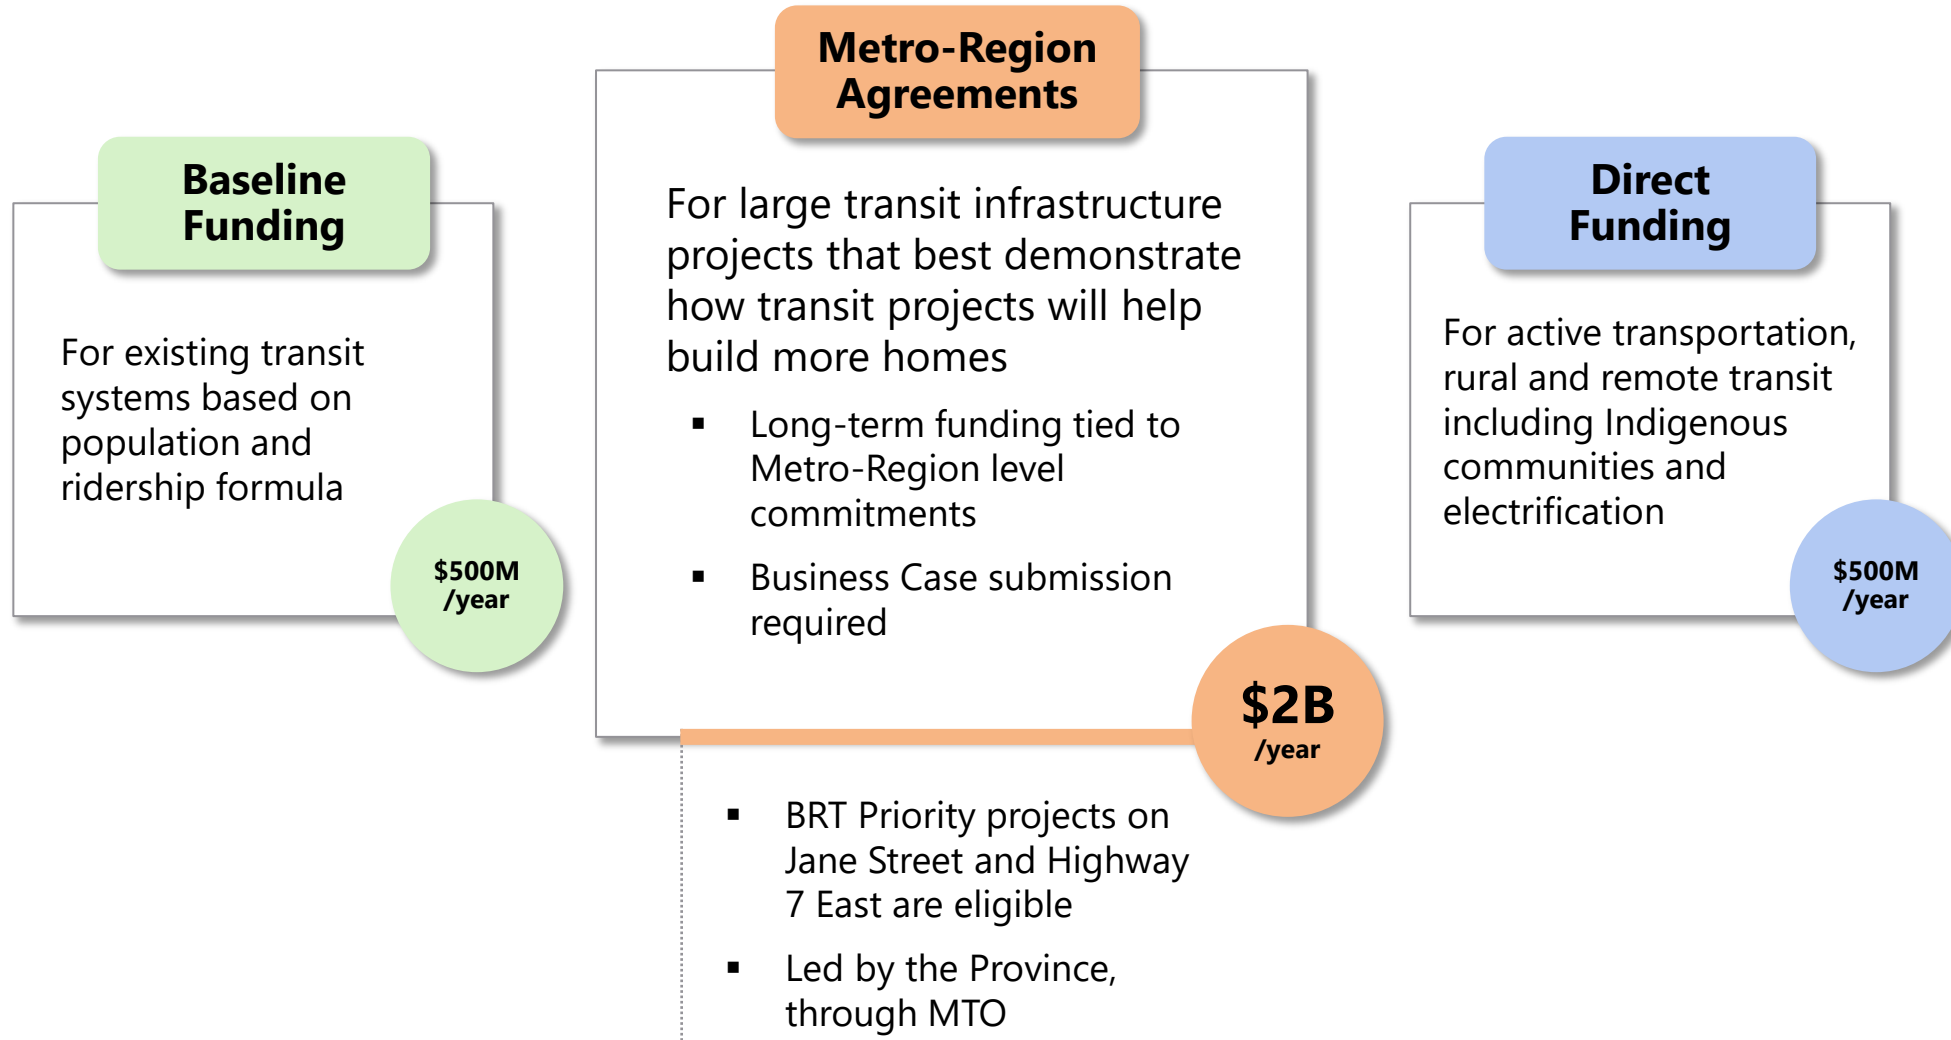 Baseline
Funding
For existing transit
systems based on
population and
ridership formula
$500M
/year
Metro-Region
Agreements
For large transit infrastructure
projects that best demonstrate
how transit projects will help
build more homes
▪ Long-term funding tied to
Metro-Region level
commitments
▪ Business Case submission
required
$2B
/year
▪ BRT Priority projects on
Jane Street and Highway
7 East are eligible
▪ Led by the Province,
through MTO
Direct
Funding
For active transportation,
rural and remote transit
including Indigenous
communities and
electrification
$500M
/year